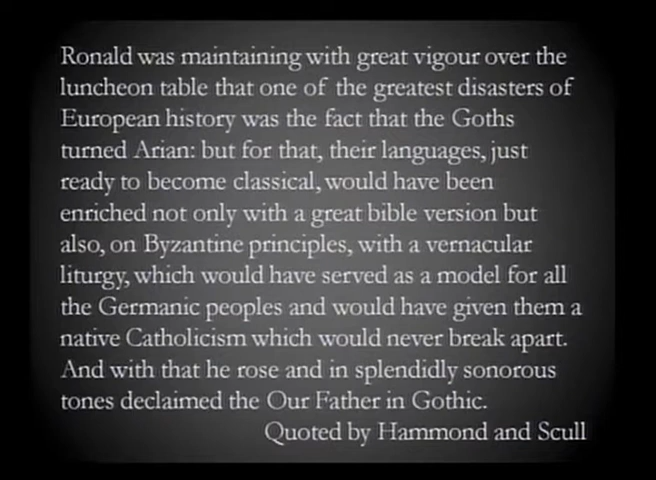 Ronald was maintaining with great vigour over the
luncheon table that one of the greatest disasters of
European history was the fact that the Goths
turned Arian: but for that, their languages, just
ready to become classical, would have been
enriched not only with a great bible version but
also, on Byzantine principles, with a vernacular
liturgy, which would have served as a model for all
the Germanic peoples and would have given them a
native Catholicism which would never break apart.
And with that he rose and in splendidly sonorous
tones declaimed the Our Father in Gothic.
Quoted by Hammond and Scull